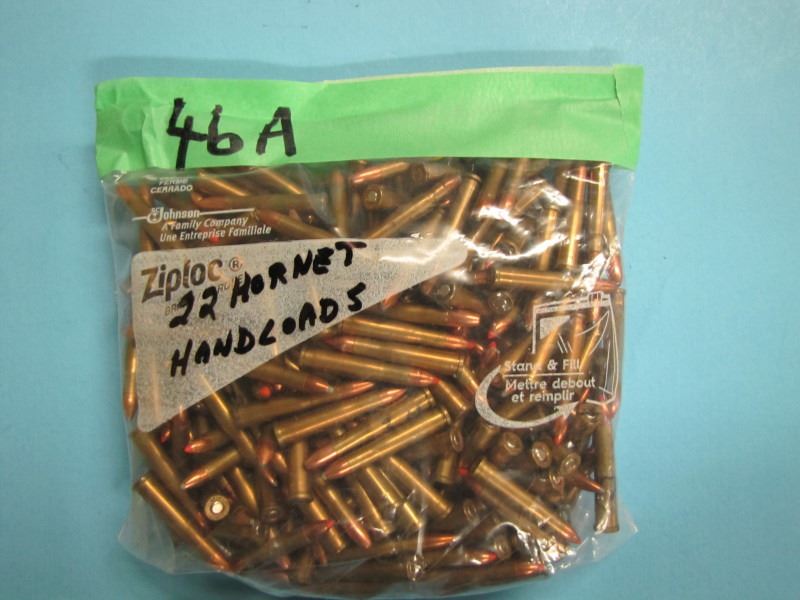 46A
FERMÉ
CERRADO
SC Johnson
A Family Company
Une Entreprise Familiale
Ziploc®
22 HORNET
HANDLOADS
Stand & Fill
Mettre debout
et remplir